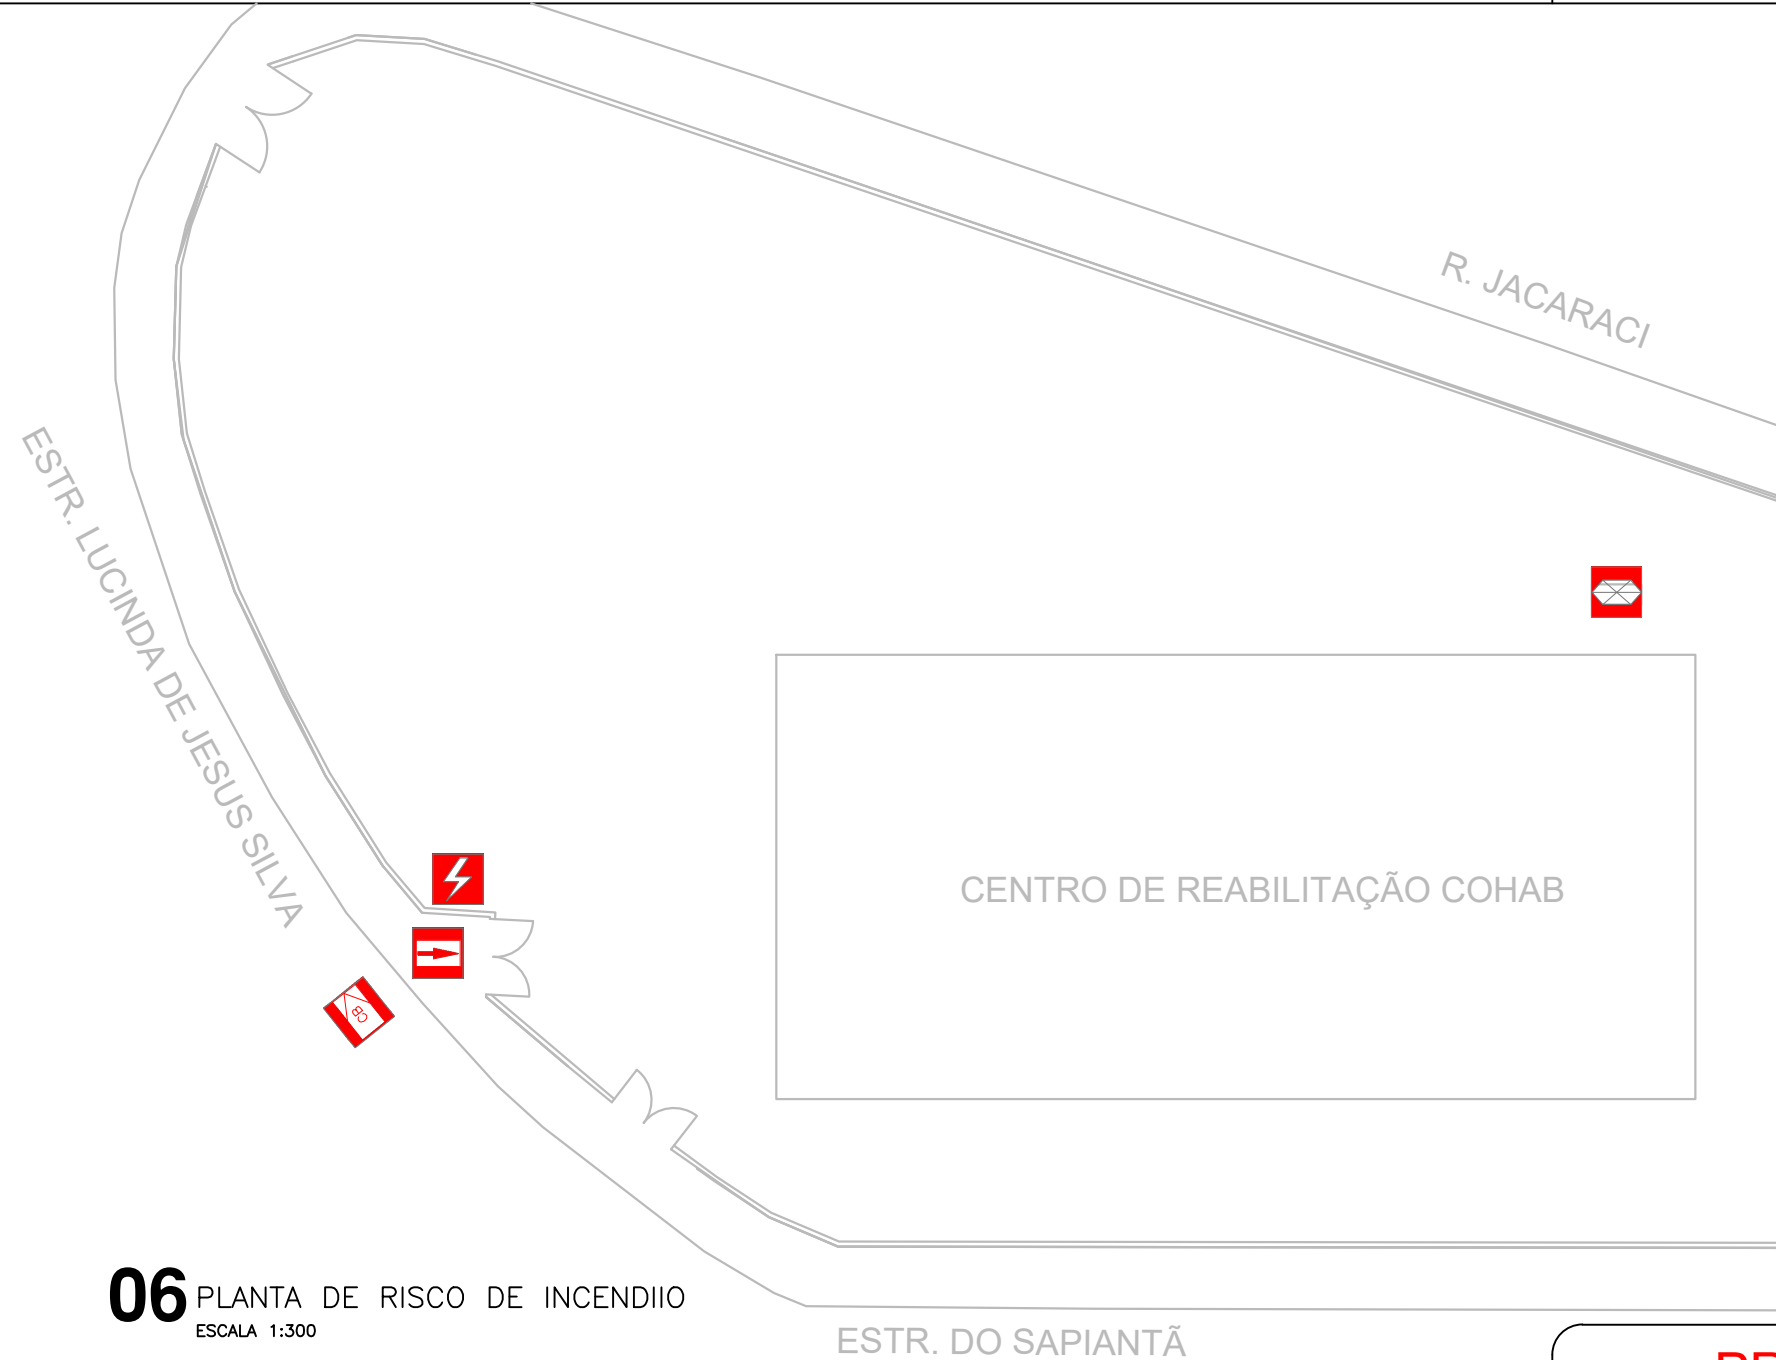 R. JACARACI
ESTR. LUCINDA DE JESUS SILVA
CENTRO DE REABILITAÇÃO COHAB
CB
06 PLANTA DE RISCO DE INCENDIIO
ESCALA 1:300
ESTR. DO SAPIANTÃ